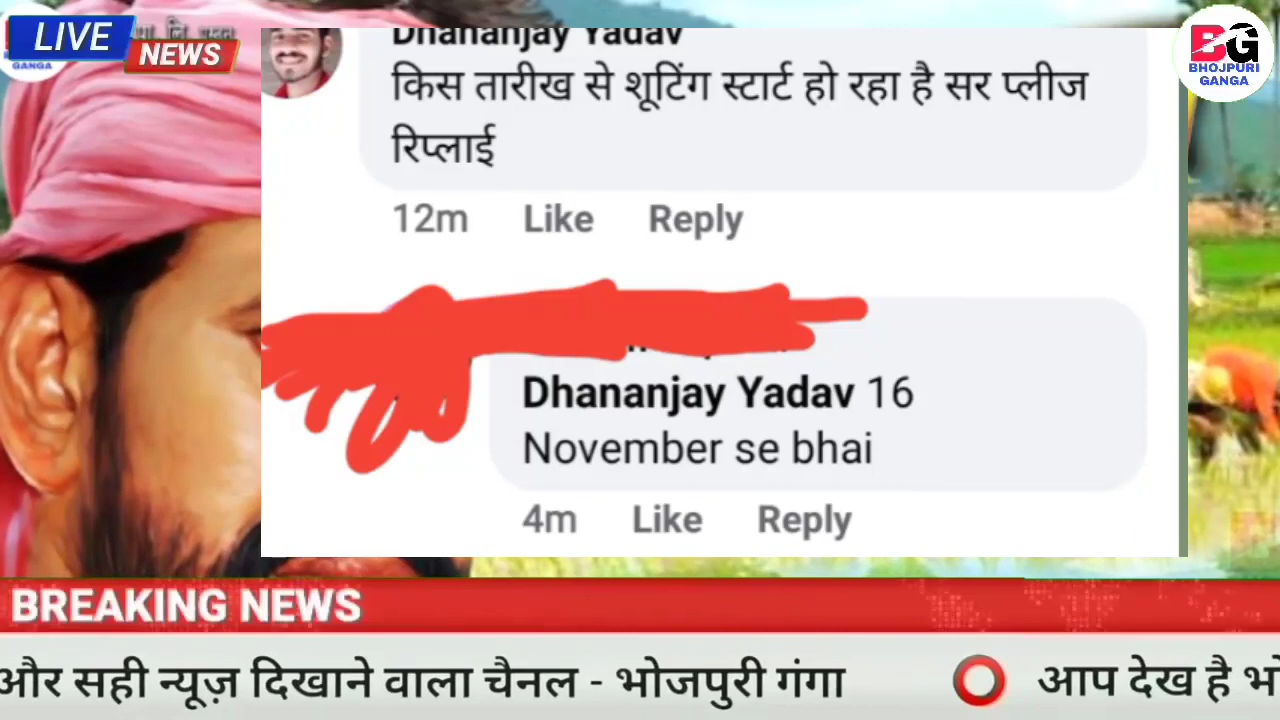 LIVE
NEWS
GANGA
BG
BHOJPURI
GANGA
Dhananjay Yadav
किस तारीख से शूटिंग स्टार्ट हो रहा है सर प्लीज
रिप्लाई
12m Like Reply
Dhananjay Yadav 16
November se bhai
4m Like Reply
BREAKING NEWS
और सही न्यूज़ दिखाने वाला चैनल - भोजपुरी गंगा आप देख है भो